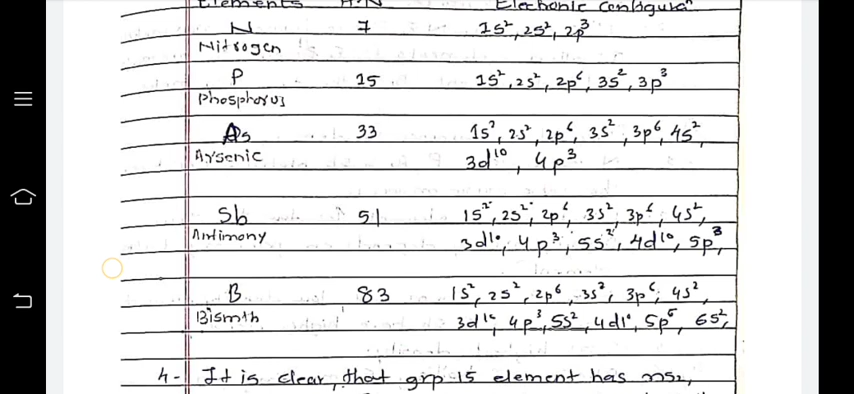 Elements A.N Electronic Configura^n
N 7 1s², 2s², 2p³
Nitrogen
P 15 1s², 2s², 2p⁶, 3s², 3p³
Phosphorus
As 33 1s², 2s², 2p⁶, 3s², 3p⁶, 4s²,
Arsenic 3d¹⁰, 4p³
Sb 51 1s², 2s², 2p⁶, 3s², 3p⁶, 4s²,
Antimony 3d¹⁰, 4p³, 5s², 4d¹⁰, 5p³,
B 83 1s², 2s², 2p⁶, 3s², 3p⁶, 4s²,
Bismth 3d¹⁰, 4p³, 5s², 4d¹⁰, 5p⁶, 6s²,
4- It is clear, that grp 15 element has ns2,